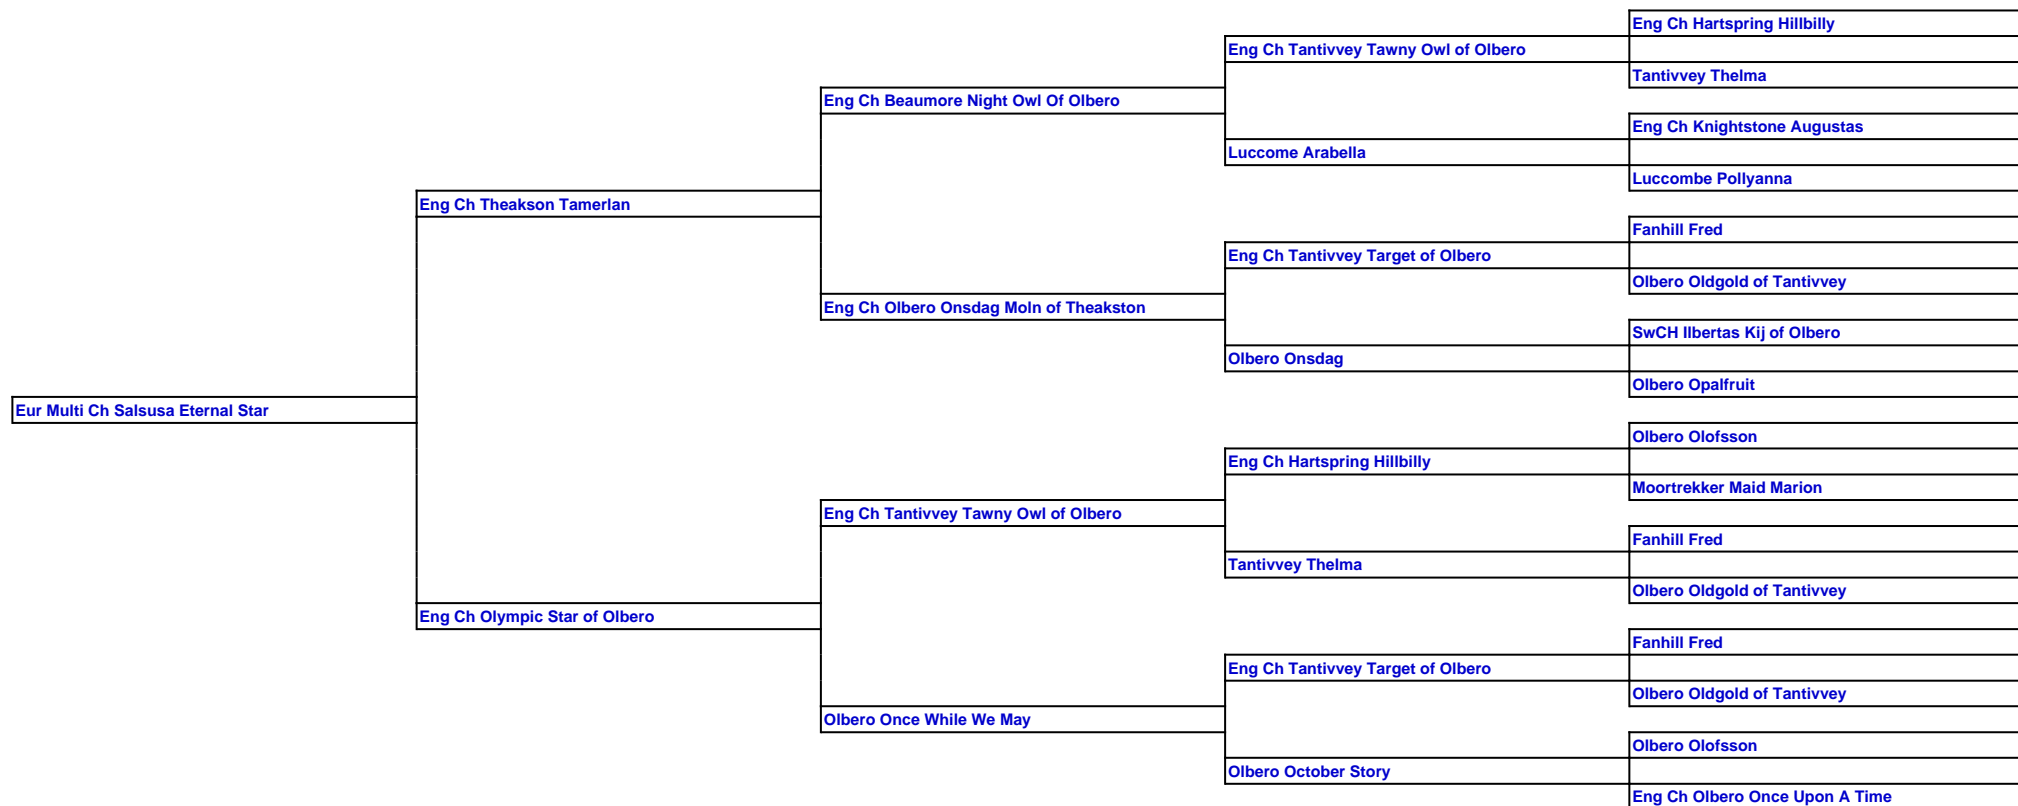 Eng Ch Hartspring Hillbilly
Eng Ch Tantivvey Tawny Owl of Olbero
Tantivvey Thelma
Eng Ch Beaumore Night Owl Of Olbero
Eng Ch Knightstone Augustas
Luccome Arabella
Luccombe Pollyanna
Eng Ch Theakson Tamerlan
Fanhill Fred
Eng Ch Tantivvey Target of Olbero
Olbero Oldgold of Tantivvey
Eng Ch Olbero Onsdag Moln of Theakston
SwCH Ilbertas Kij of Olbero
Olbero Onsdag
Olbero Opalfruit
Eur Multi Ch Salsusa Eternal Star
Olbero Olofsson
Eng Ch Hartspring Hillbilly
Moortrekker Maid Marion
Eng Ch Tantivvey Tawny Owl of Olbero
Fanhill Fred
Tantivvey Thelma
Olbero Oldgold of Tantivvey
Eng Ch Olympic Star of Olbero
Fanhill Fred
Eng Ch Tantivvey Target of Olbero
Olbero Oldgold of Tantivvey
Olbero Once While We May
Olbero Olofsson
Olbero October Story
Eng Ch Olbero Once Upon A Time